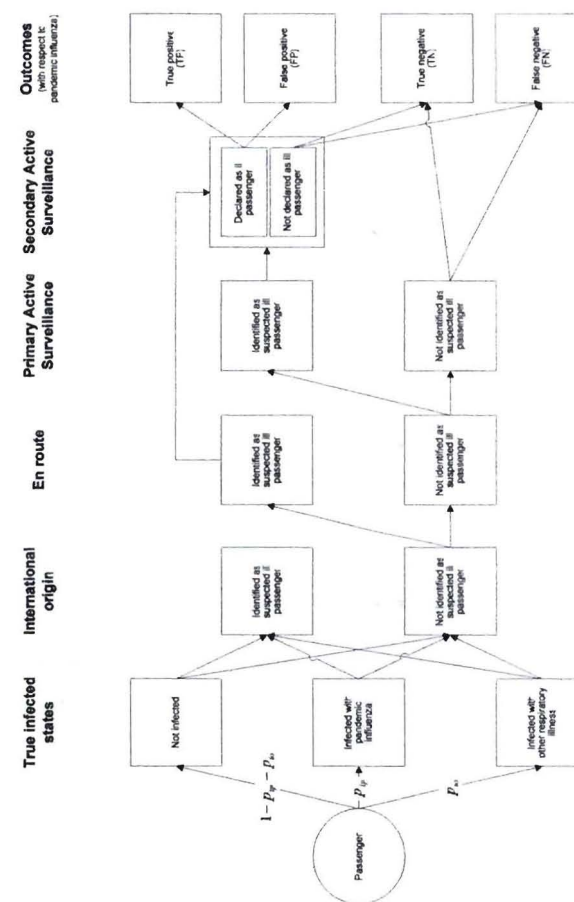 True infected
states
International
origin
En route
Primary Active
Surveillance
Secondary Active
Surveillance
Outcomes
(with respect to
pandemic influenza)
Passenger
1 − p
p
p
Not infected
Infected with
pandemic
influenza
Infected with
other respiratory
illness
Identified as
suspected ill
passenger
Not identified as
suspected ill
passenger
Identified as
suspected ill
passenger
Not identified as
suspected ill
passenger
Identified as
suspected ill
passenger
Not identified as
suspected ill
passenger
Declared as ill
passenger
Not declared as ill
passenger
True positive
(TP)
False positive
(FP)
True negative
(TN)
False negative
(FN)